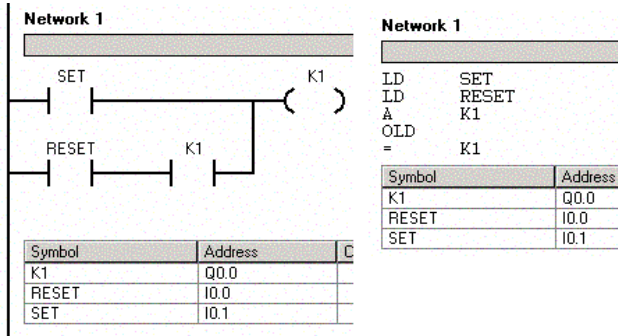 Network 1
SET
K1
RESET
K1
Symbol Address C
K1 Q0.0
RESET I0.0
SET I0.1
Network 1
LD SET
LD RESET
A K1
OLD
= K1
Symbol Address
K1 Q0.0
RESET I0.0
SET I0.1